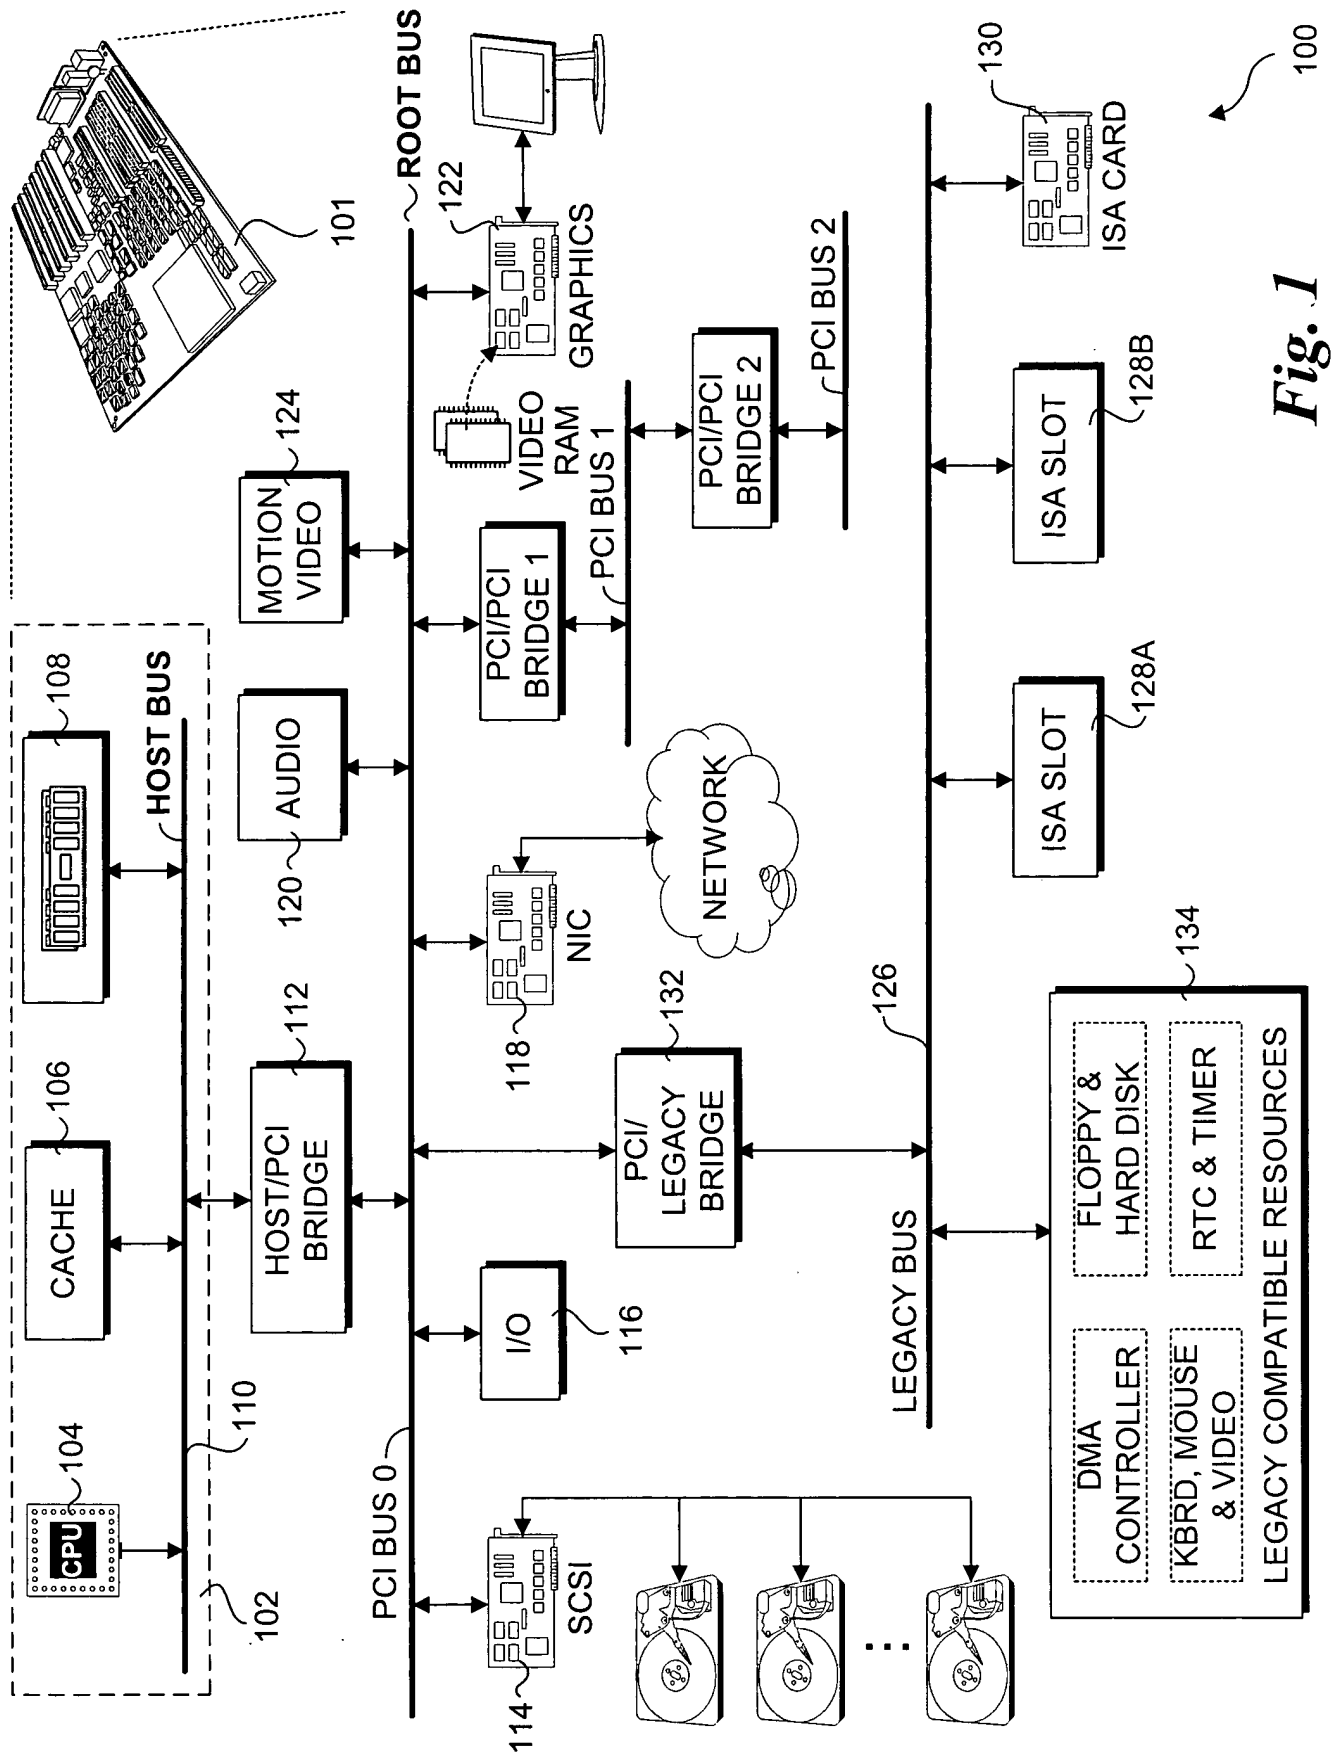 101
102
CPU
104
CACHE
106
108
HOST BUS
110
HOST/PCI
BRIDGE
112
120
AUDIO
MOTION
VIDEO
124
PCI BUS 0
ROOT BUS
114
SCSI
I/O
116
118
NIC
NETWORK
PCI/
LEGACY
BRIDGE
132
PCI/PCI
BRIDGE 1
PCI BUS 1
VIDEO
RAM
122
GRAPHICS
PCI/PCI
BRIDGE 2
PCI BUS 2
LEGACY BUS
126
DMA
CONTROLLER
FLOPPY &
HARD DISK
KBRD, MOUSE
& VIDEO
RTC & TIMER
LEGACY COMPATIBLE RESOURCES
134
ISA SLOT
128A
ISA SLOT
128B
130
ISA CARD
100
Fig. 1